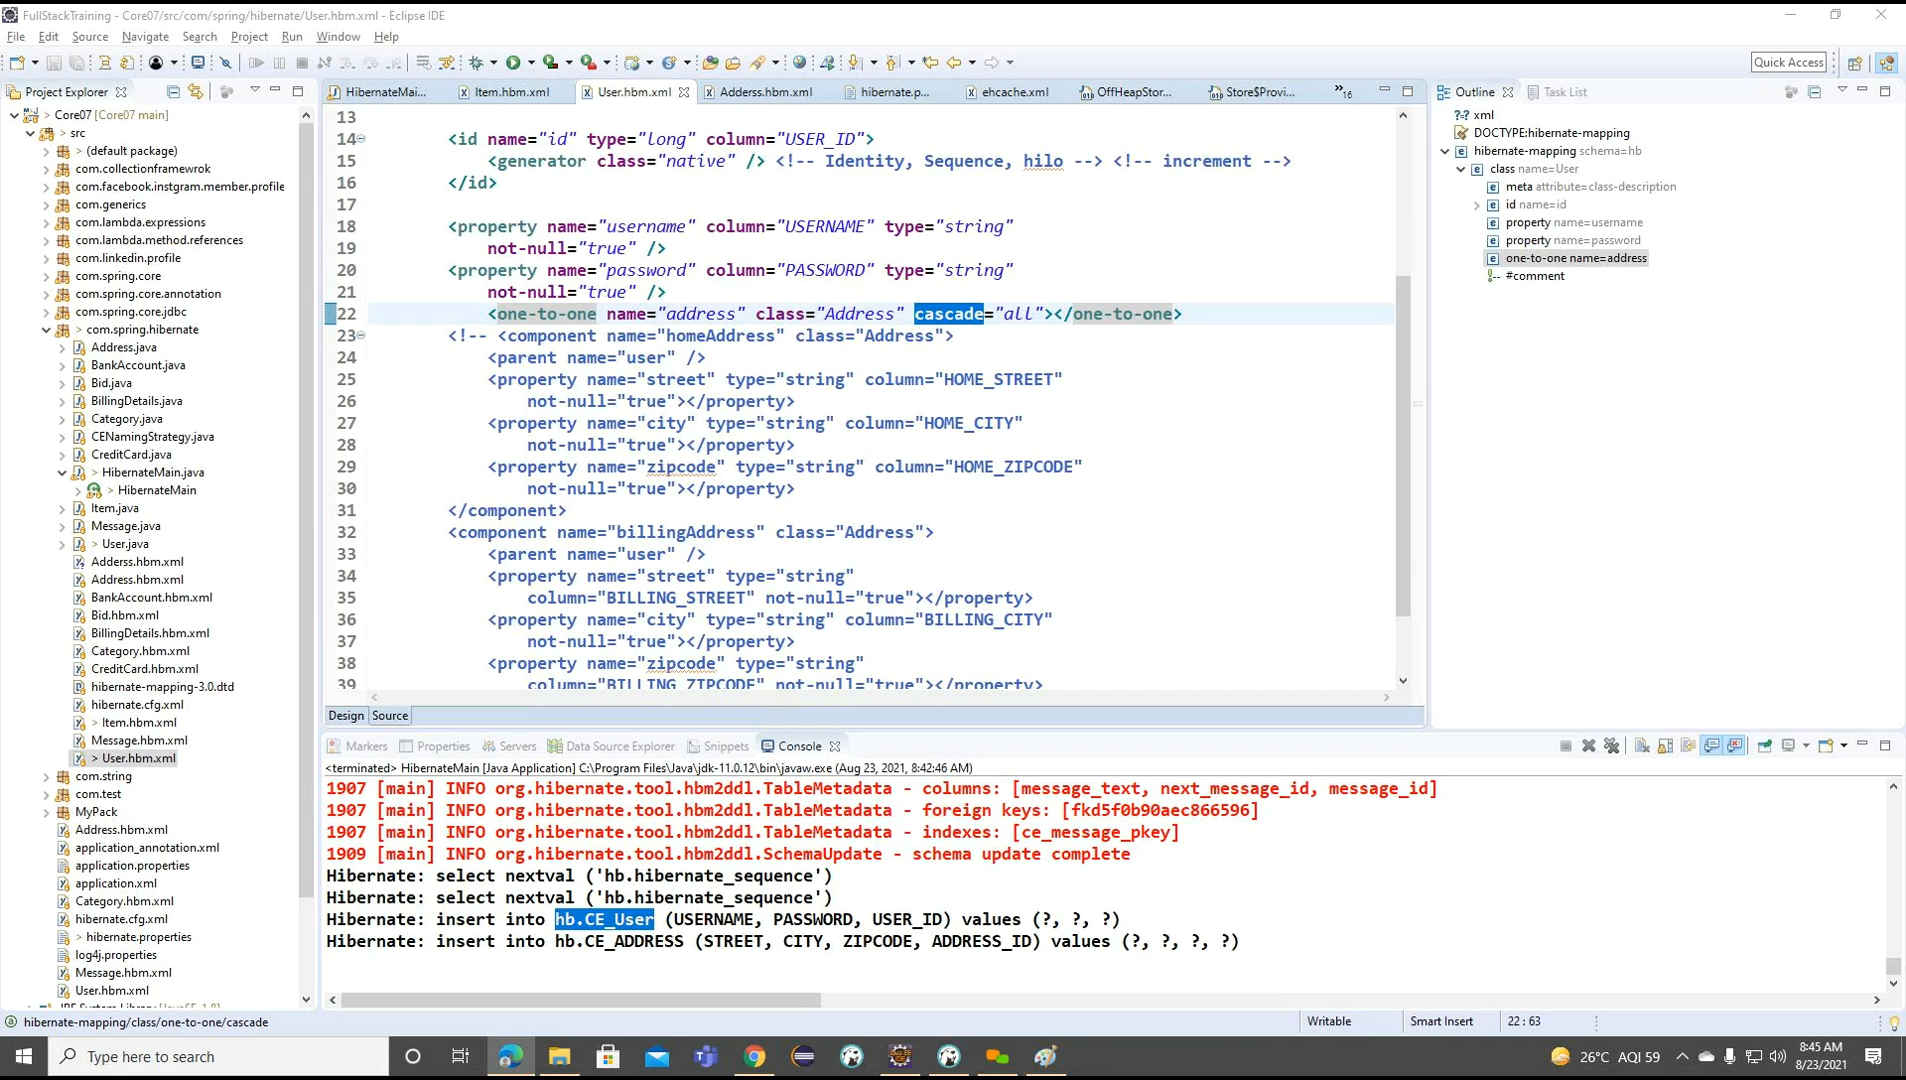 FullStackTraining - Core07/src/com/spring/hibernate/User.hbm.xml - Eclipse IDE
File Edit Source Navigate Search Project Run Window Help
Quick Access
Project Explorer
HibernateMai...
Item.hbm.xml
User.hbm.xml
Adderss.hbm.xml
hibernate.p...
ehcache.xml
OffHeapStor...
Store$Provi...
»16
Outline
Task List
Core07 [Core07 main]
src
> (default package)
com.collectionframewrok
com.facebook.instgram.member.profile
com.generics
com.lambda.expressions
com.lambda.method.references
com.linkedin.profile
com.spring.core
com.spring.core.annotation
com.spring.core.jdbc
> com.spring.hibernate
Address.java
BankAccount.java
Bid.java
BillingDetails.java
Category.java
CENamingStrategy.java
CreditCard.java
> HibernateMain.java
> HibernateMain
Item.java
Message.java
> User.java
Adderss.hbm.xml
Address.hbm.xml
BankAccount.hbm.xml
Bid.hbm.xml
BillingDetails.hbm.xml
Category.hbm.xml
CreditCard.hbm.xml
hibernate-mapping-3.0.dtd
hibernate.cfg.xml
> Item.hbm.xml
Message.hbm.xml
> User.hbm.xml
com.string
com.test
MyPack
Address.hbm.xml
application_annotation.xml
application.properties
application.xml
Category.hbm.xml
hibernate.cfg.xml
> hibernate.properties
log4j.properties
Message.hbm.xml
User.hbm.xml
13
14 <id name="id" type="long" column="USER_ID">
15 <generator class="native" /> <!-- Identity, Sequence, hilo --> <!-- increment -->
16 </id>
17
18 <property name="username" column="USERNAME" type="string"
19 not-null="true" />
20 <property name="password" column="PASSWORD" type="string"
21 not-null="true" />
22 <one-to-one name="address" class="Address" cascade="all"></one-to-one>
23 <!-- <component name="homeAddress" class="Address">
24 <parent name="user" />
25 <property name="street" type="string" column="HOME_STREET"
26 not-null="true"></property>
27 <property name="city" type="string" column="HOME_CITY"
28 not-null="true"></property>
29 <property name="zipcode" type="string" column="HOME_ZIPCODE"
30 not-null="true"></property>
31 </component>
32 <component name="billingAddress" class="Address">
33 <parent name="user" />
34 <property name="street" type="string"
35 column="BILLING_STREET" not-null="true"></property>
36 <property name="city" type="string" column="BILLING_CITY"
37 not-null="true"></property>
38 <property name="zipcode" type="string"
39 column="BILLING_ZIPCODE" not-null="true"></property>
Design Source
xml
DOCTYPE:hibernate-mapping
hibernate-mapping schema=hb
class name=User
meta attribute=class-description
id name=id
property name=username
property name=password
one-to-one name=address
#comment
Markers Properties Servers Data Source Explorer Snippets Console
<terminated> HibernateMain [Java Application] C:\Program Files\Java\jdk-11.0.12\bin\javaw.exe (Aug 23, 2021, 8:42:46 AM)
1907 [main] INFO org.hibernate.tool.hbm2ddl.TableMetadata - columns: [message_text, next_message_id, message_id]
1907 [main] INFO org.hibernate.tool.hbm2ddl.TableMetadata - foreign keys: [fkd5f0b90aec866596]
1907 [main] INFO org.hibernate.tool.hbm2ddl.TableMetadata - indexes: [ce_message_pkey]
1909 [main] INFO org.hibernate.tool.hbm2ddl.SchemaUpdate - schema update complete
Hibernate: select nextval ('hb.hibernate_sequence')
Hibernate: select nextval ('hb.hibernate_sequence')
Hibernate: insert into hb.CE_User (USERNAME, PASSWORD, USER_ID) values (?, ?, ?)
Hibernate: insert into hb.CE_ADDRESS (STREET, CITY, ZIPCODE, ADDRESS_ID) values (?, ?, ?, ?)
hibernate-mapping/class/one-to-one/cascade
Writable Smart Insert 22 : 63
Type here to search
26°C AQI 59
8:45 AM
8/23/2021